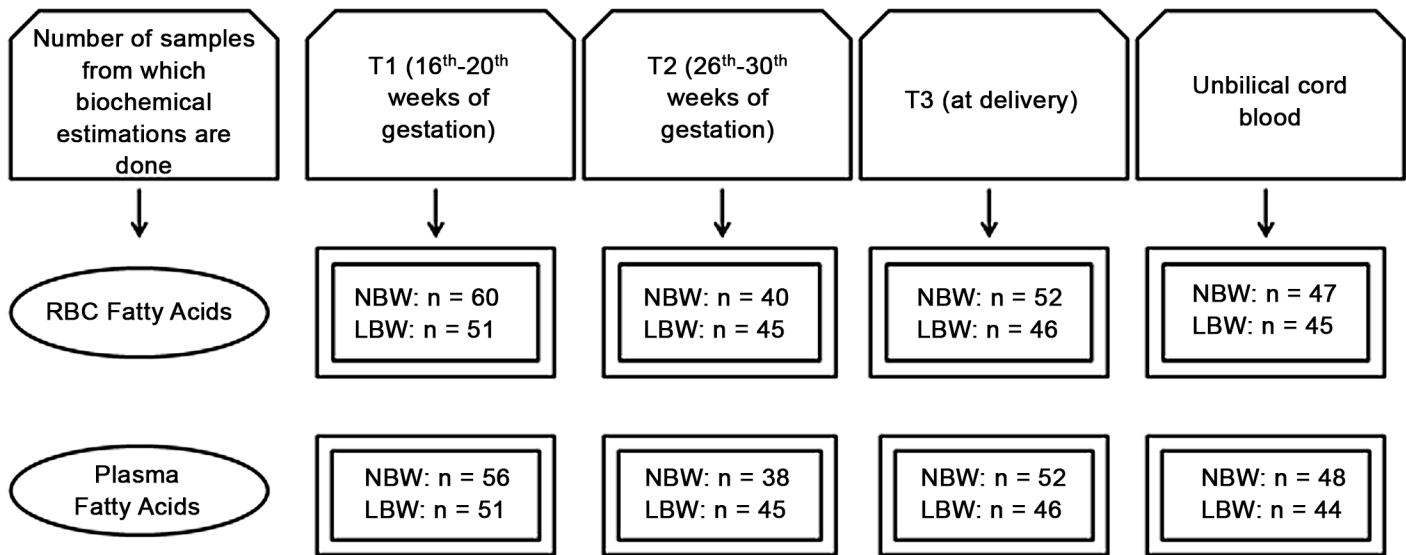 Number of samples
from which
biochemical
estimations are
done
T1 (16th-20th
weeks of
gestation)
T2 (26th-30th
weeks of
gestation)
T3 (at delivery)
Unbilical cord
blood
RBC Fatty Acids
NBW: n = 60
LBW: n = 51
NBW: n = 40
LBW: n = 45
NBW: n = 52
LBW: n = 46
NBW: n = 47
LBW: n = 45
Plasma
Fatty Acids
NBW: n = 56
LBW: n = 51
NBW: n = 38
LBW: n = 45
NBW: n = 52
LBW: n = 46
NBW: n = 48
LBW: n = 44